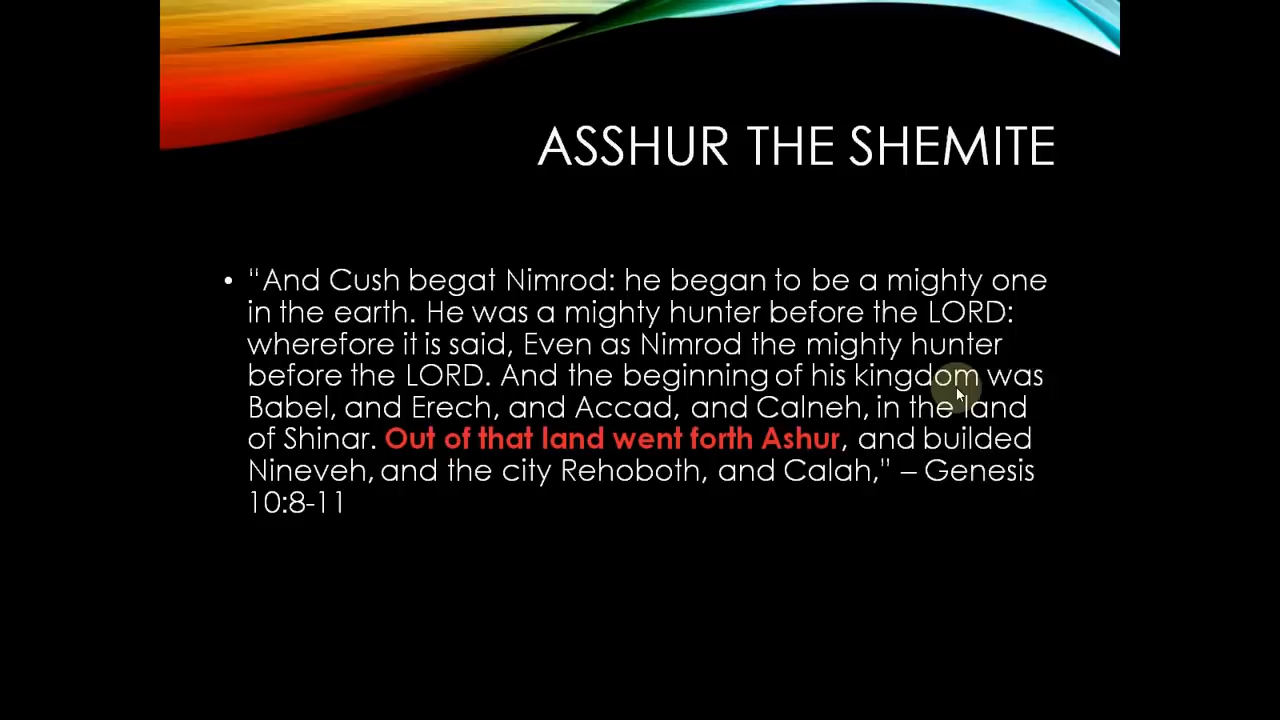 ASSHUR THE SHEMITE
• “And Cush begat Nimrod: he began to be a mighty one
in the earth. He was a mighty hunter before the LORD:
wherefore it is said, Even as Nimrod the mighty hunter
before the LORD. And the beginning of his kingdom was
Babel, and Erech, and Accad, and Calneh, in the land
of Shinar. Out of that land went forth Ashur, and builded
Nineveh, and the city Rehoboth, and Calah,” – Genesis
10:8-11